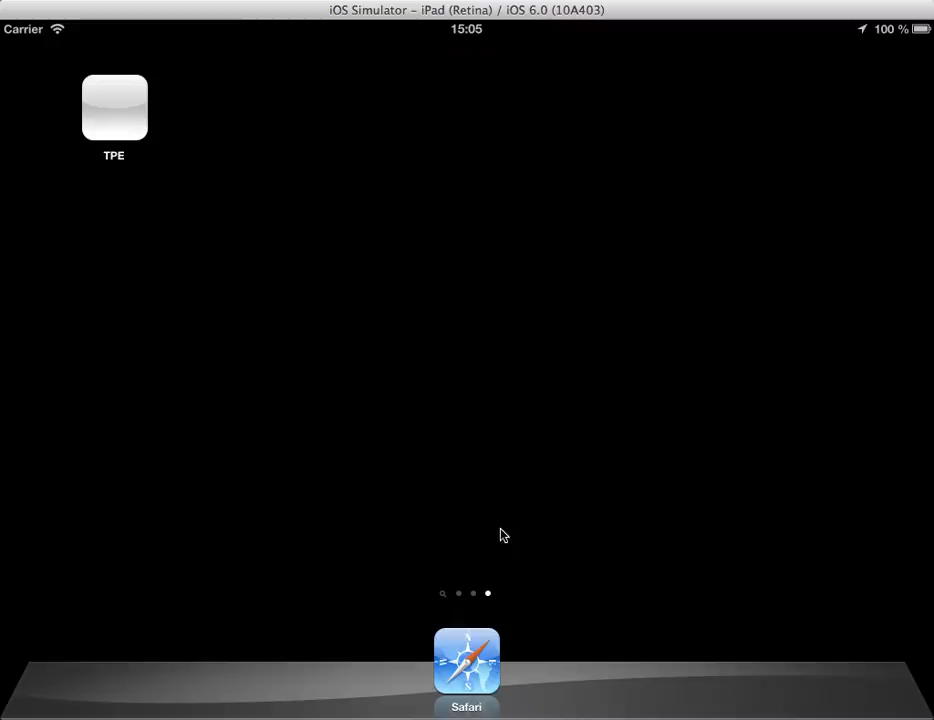 iOS Simulator – iPad (Retina) / iOS 6.0 (10A403)
Carrier 15:05 100 %
TPE
N
E
S
Safari